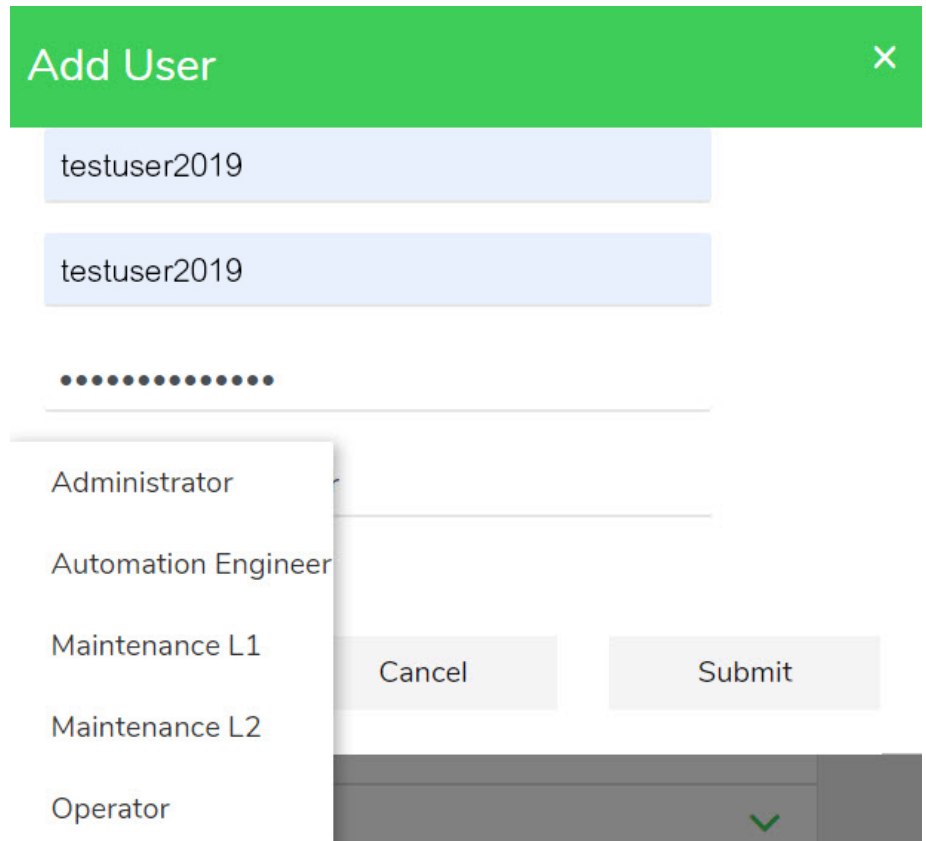 Add User ×
testuser2019
testuser2019
••••••••••••••
Administrator
Automation Engineer
Maintenance L1
Cancel Submit
Maintenance L2
Operator